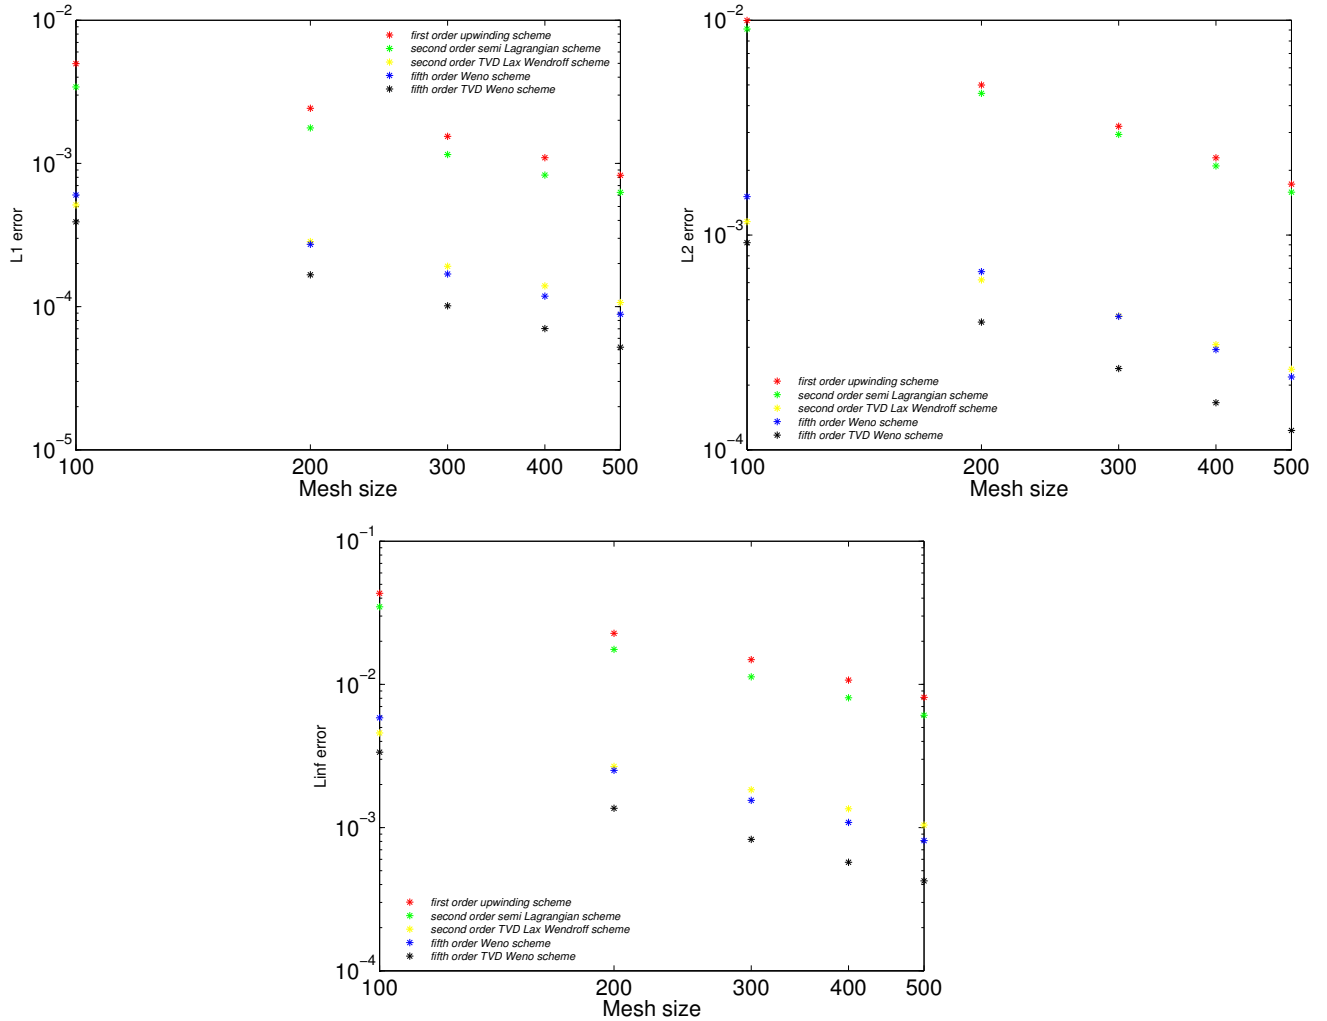 10^-2
first order upwinding scheme
second order semi Lagrangian scheme
second order TVD Lax Wendroff scheme
fifth order Weno scheme
fifth order TVD Weno scheme
10^-3
L1 error
10^-4
10^-5
100 200 300 400 500
Mesh size
10^-2
L2 error
10^-3
first order upwinding scheme
second order semi Lagrangian scheme
second order TVD Lax Wendroff scheme
fifth order Weno scheme
fifth order TVD Weno scheme
10^-4
100 200 300 400 500
Mesh size
10^-1
10^-2
Linf error
10^-3
first order upwinding scheme
second order semi Lagrangian scheme
second order TVD Lax Wendroff scheme
fifth order Weno scheme
fifth order TVD Weno scheme
10^-4
100 200 300 400 500
Mesh size